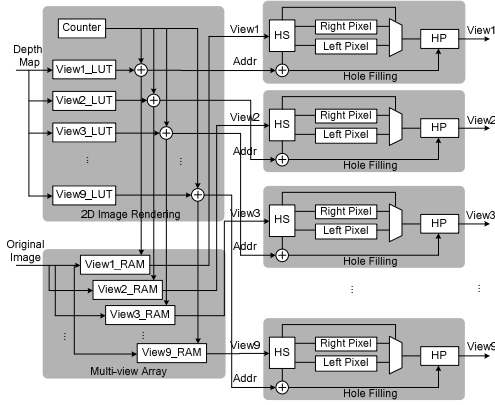 Counter
Depth
Map
View1_LUT
View2_LUT
View3_LUT
View9_LUT
2D Image Rendering
Original
Image
View1_RAM
View2_RAM
View3_RAM
View9_RAM
Multi-view Array
View1
Addr
HS
Right Pixel
Left Pixel
HP
View1
Hole Filling
View2
Addr
HS
Right Pixel
Left Pixel
HP
View2
Hole Filling
View3
Addr
HS
Right Pixel
Left Pixel
HP
View3
Hole Filling
View9
Addr
HS
Right Pixel
Left Pixel
HP
View9
Hole Filling